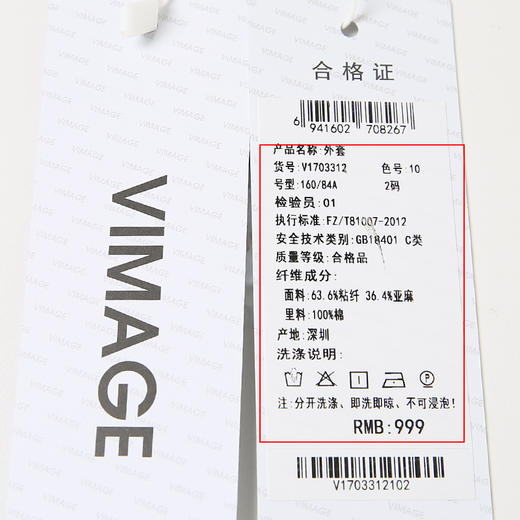 VIMAGE
合格证
6 941602 708267
产品名称:外套
货号:V1703312 色号:10
号型:160/84A 2码
检验员:01
执行标准:FZ/T81007-2012
安全技术类别:GB18401 C类
质量等级:合格品
纤维成分:
面料:63.6%粘纤 36.4%亚麻
里料:100%棉
产地:深圳
洗涤说明:
注:分开洗涤、即洗即晾、不可浸泡!
RMB:999
V1703312102